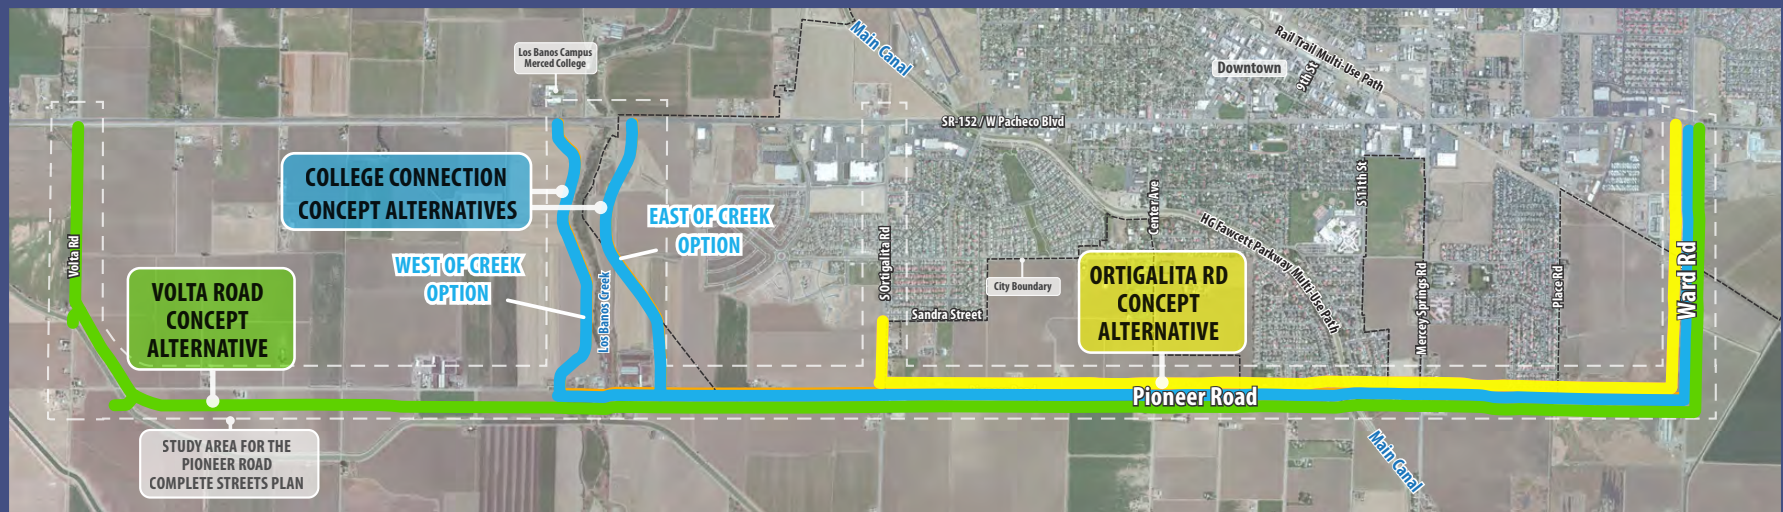 Los Banos Campus
Merced College
Main Canal
Rail Trail Multi-Use Path
Downtown
9th St
SR-152 / W Pacheco Blvd
COLLEGE CONNECTION
CONCEPT ALTERNATIVES
EAST OF CREEK
OPTION
WEST OF CREEK
OPTION
Los Banos Creek
Volta Rd
VOLTA ROAD
CONCEPT
ALTERNATIVE
S Ortigalita Rd
Sandra Street
City Boundary
Center Ave
HG Fawcett Parkway Multi-Use Path
S 11th St
Mercey Springs Rd
Place Rd
Ward Rd
ORTIGALITA RD
CONCEPT
ALTERNATIVE
Pioneer Road
Main Canal
STUDY AREA FOR THE
PIONEER ROAD
COMPLETE STREETS PLAN